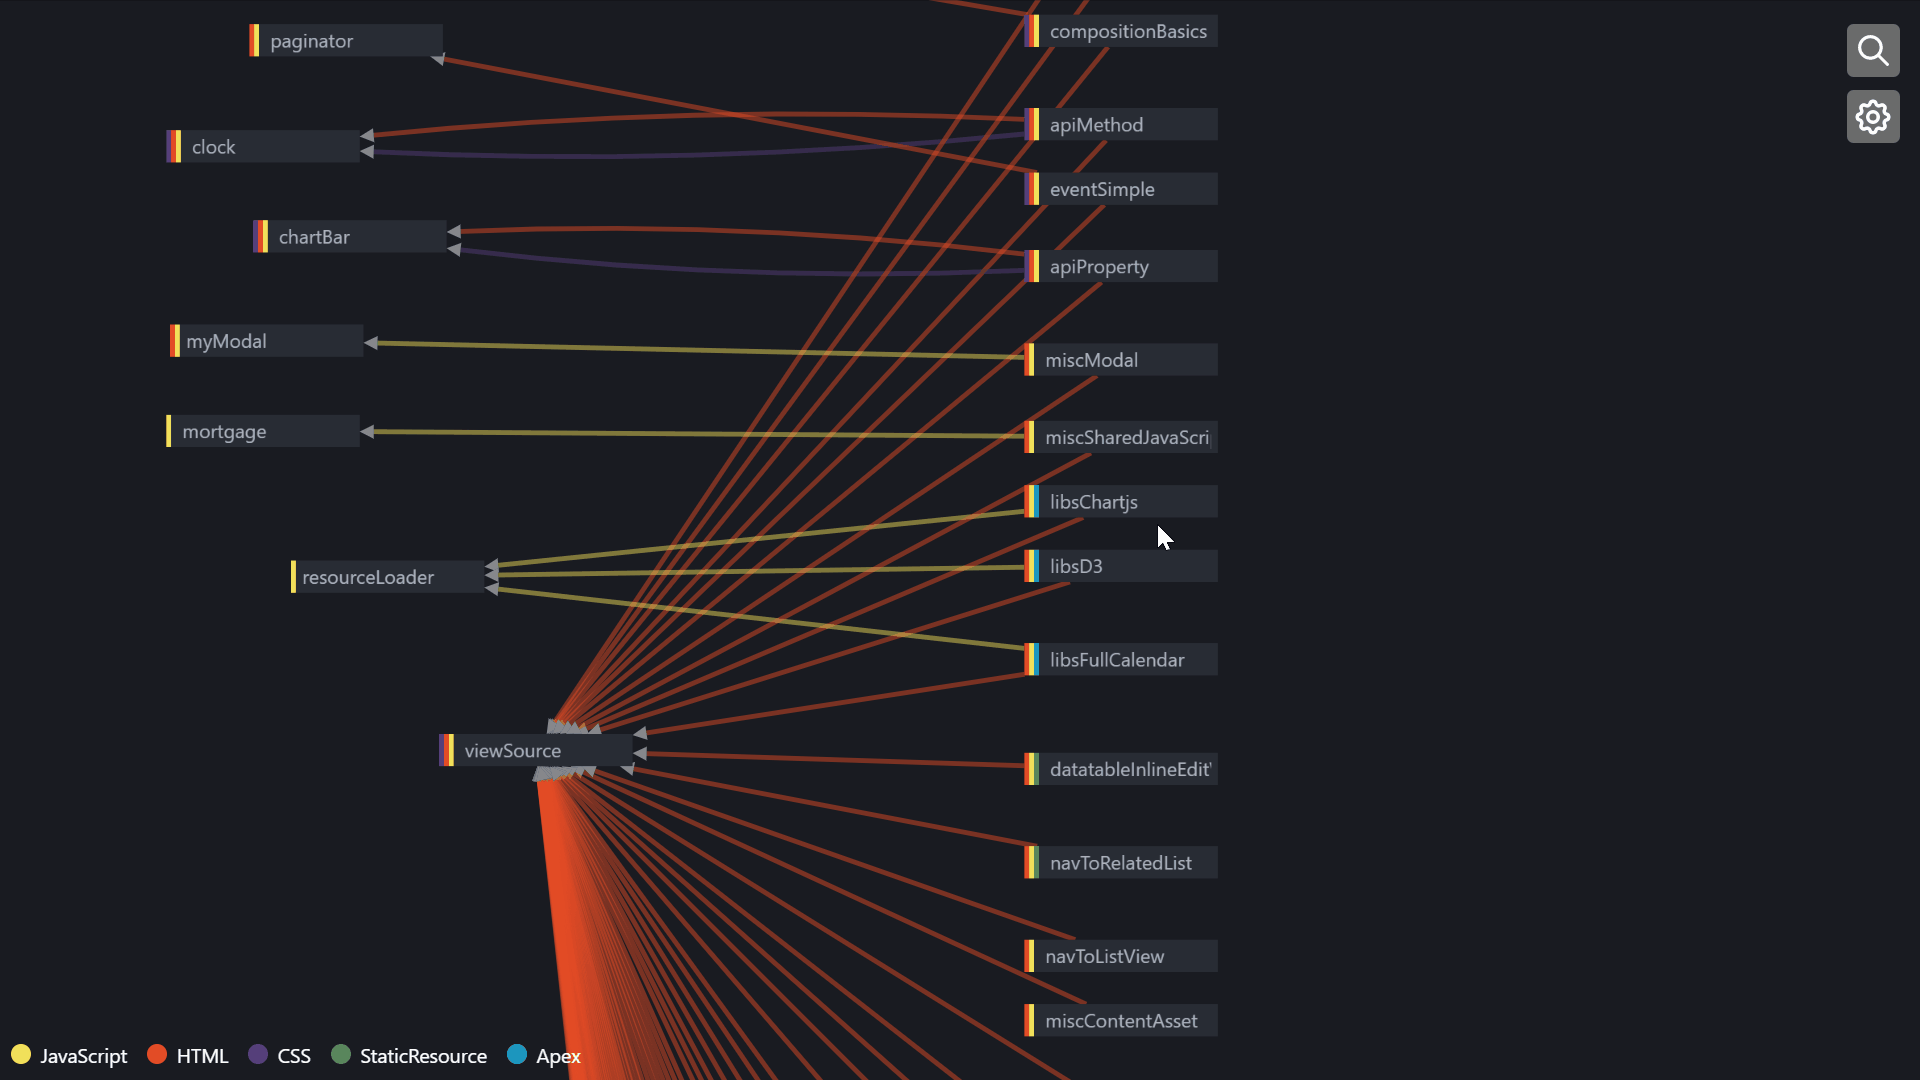 paginator
clock
chartBar
myModal
mortgage
resourceLoader
viewSource
compositionBasics
apiMethod
eventSimple
apiProperty
miscModal
miscSharedJavaScri
libsChartjs
libsD3
libsFullCalendar
datatableInlineEdit
navToRelatedList
navToListView
miscContentAsset
JavaScript HTML CSS StaticResource Apex